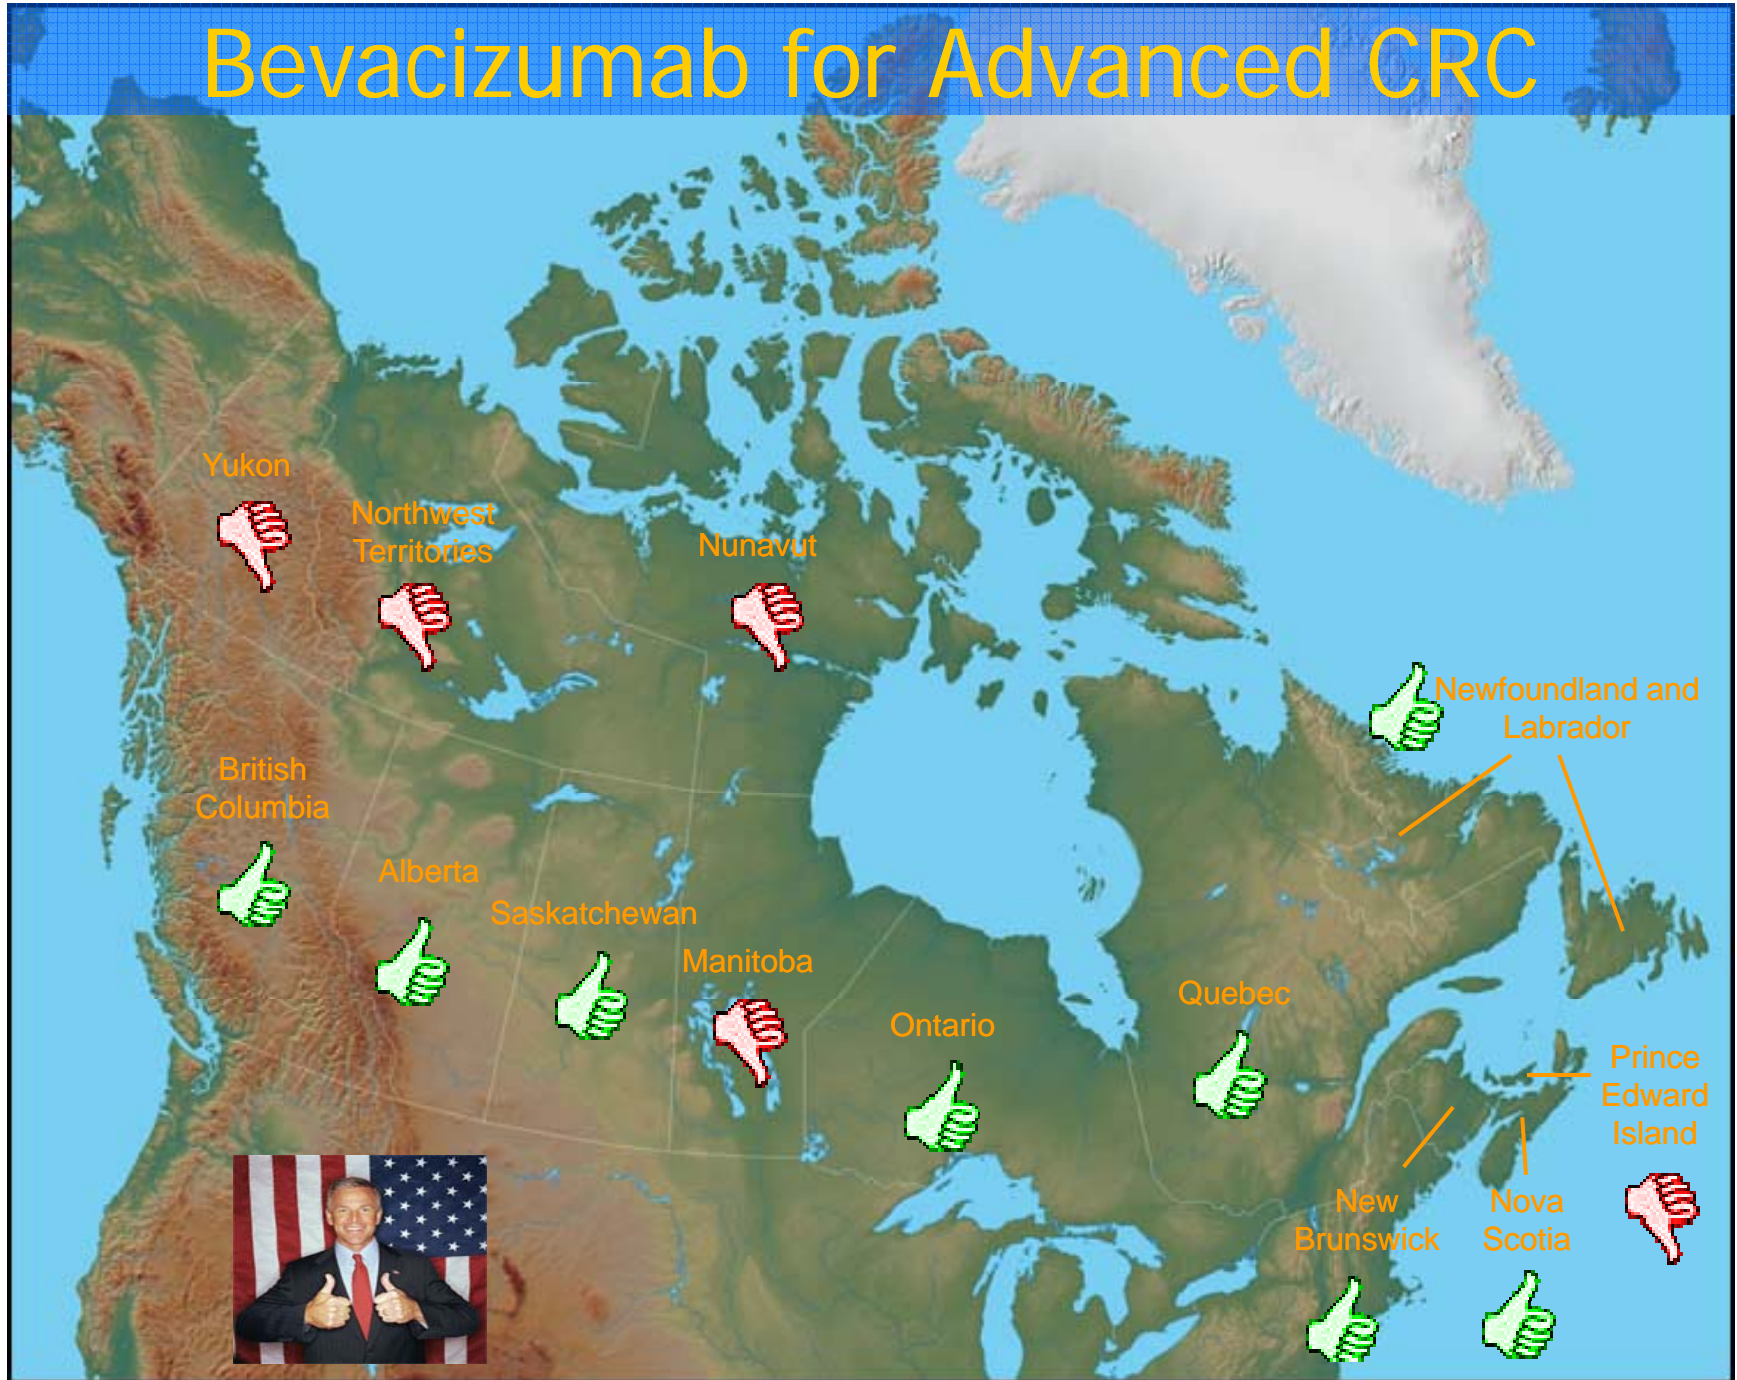 Bevacizumab for Advanced CRC
Yukon
Northwest
Territories
Nunavut
Newfoundland and
Labrador
British
Columbia
Alberta
Saskatchewan
Manitoba
Ontario
Quebec
Prince
Edward
Island
New
Brunswick
Nova
Scotia